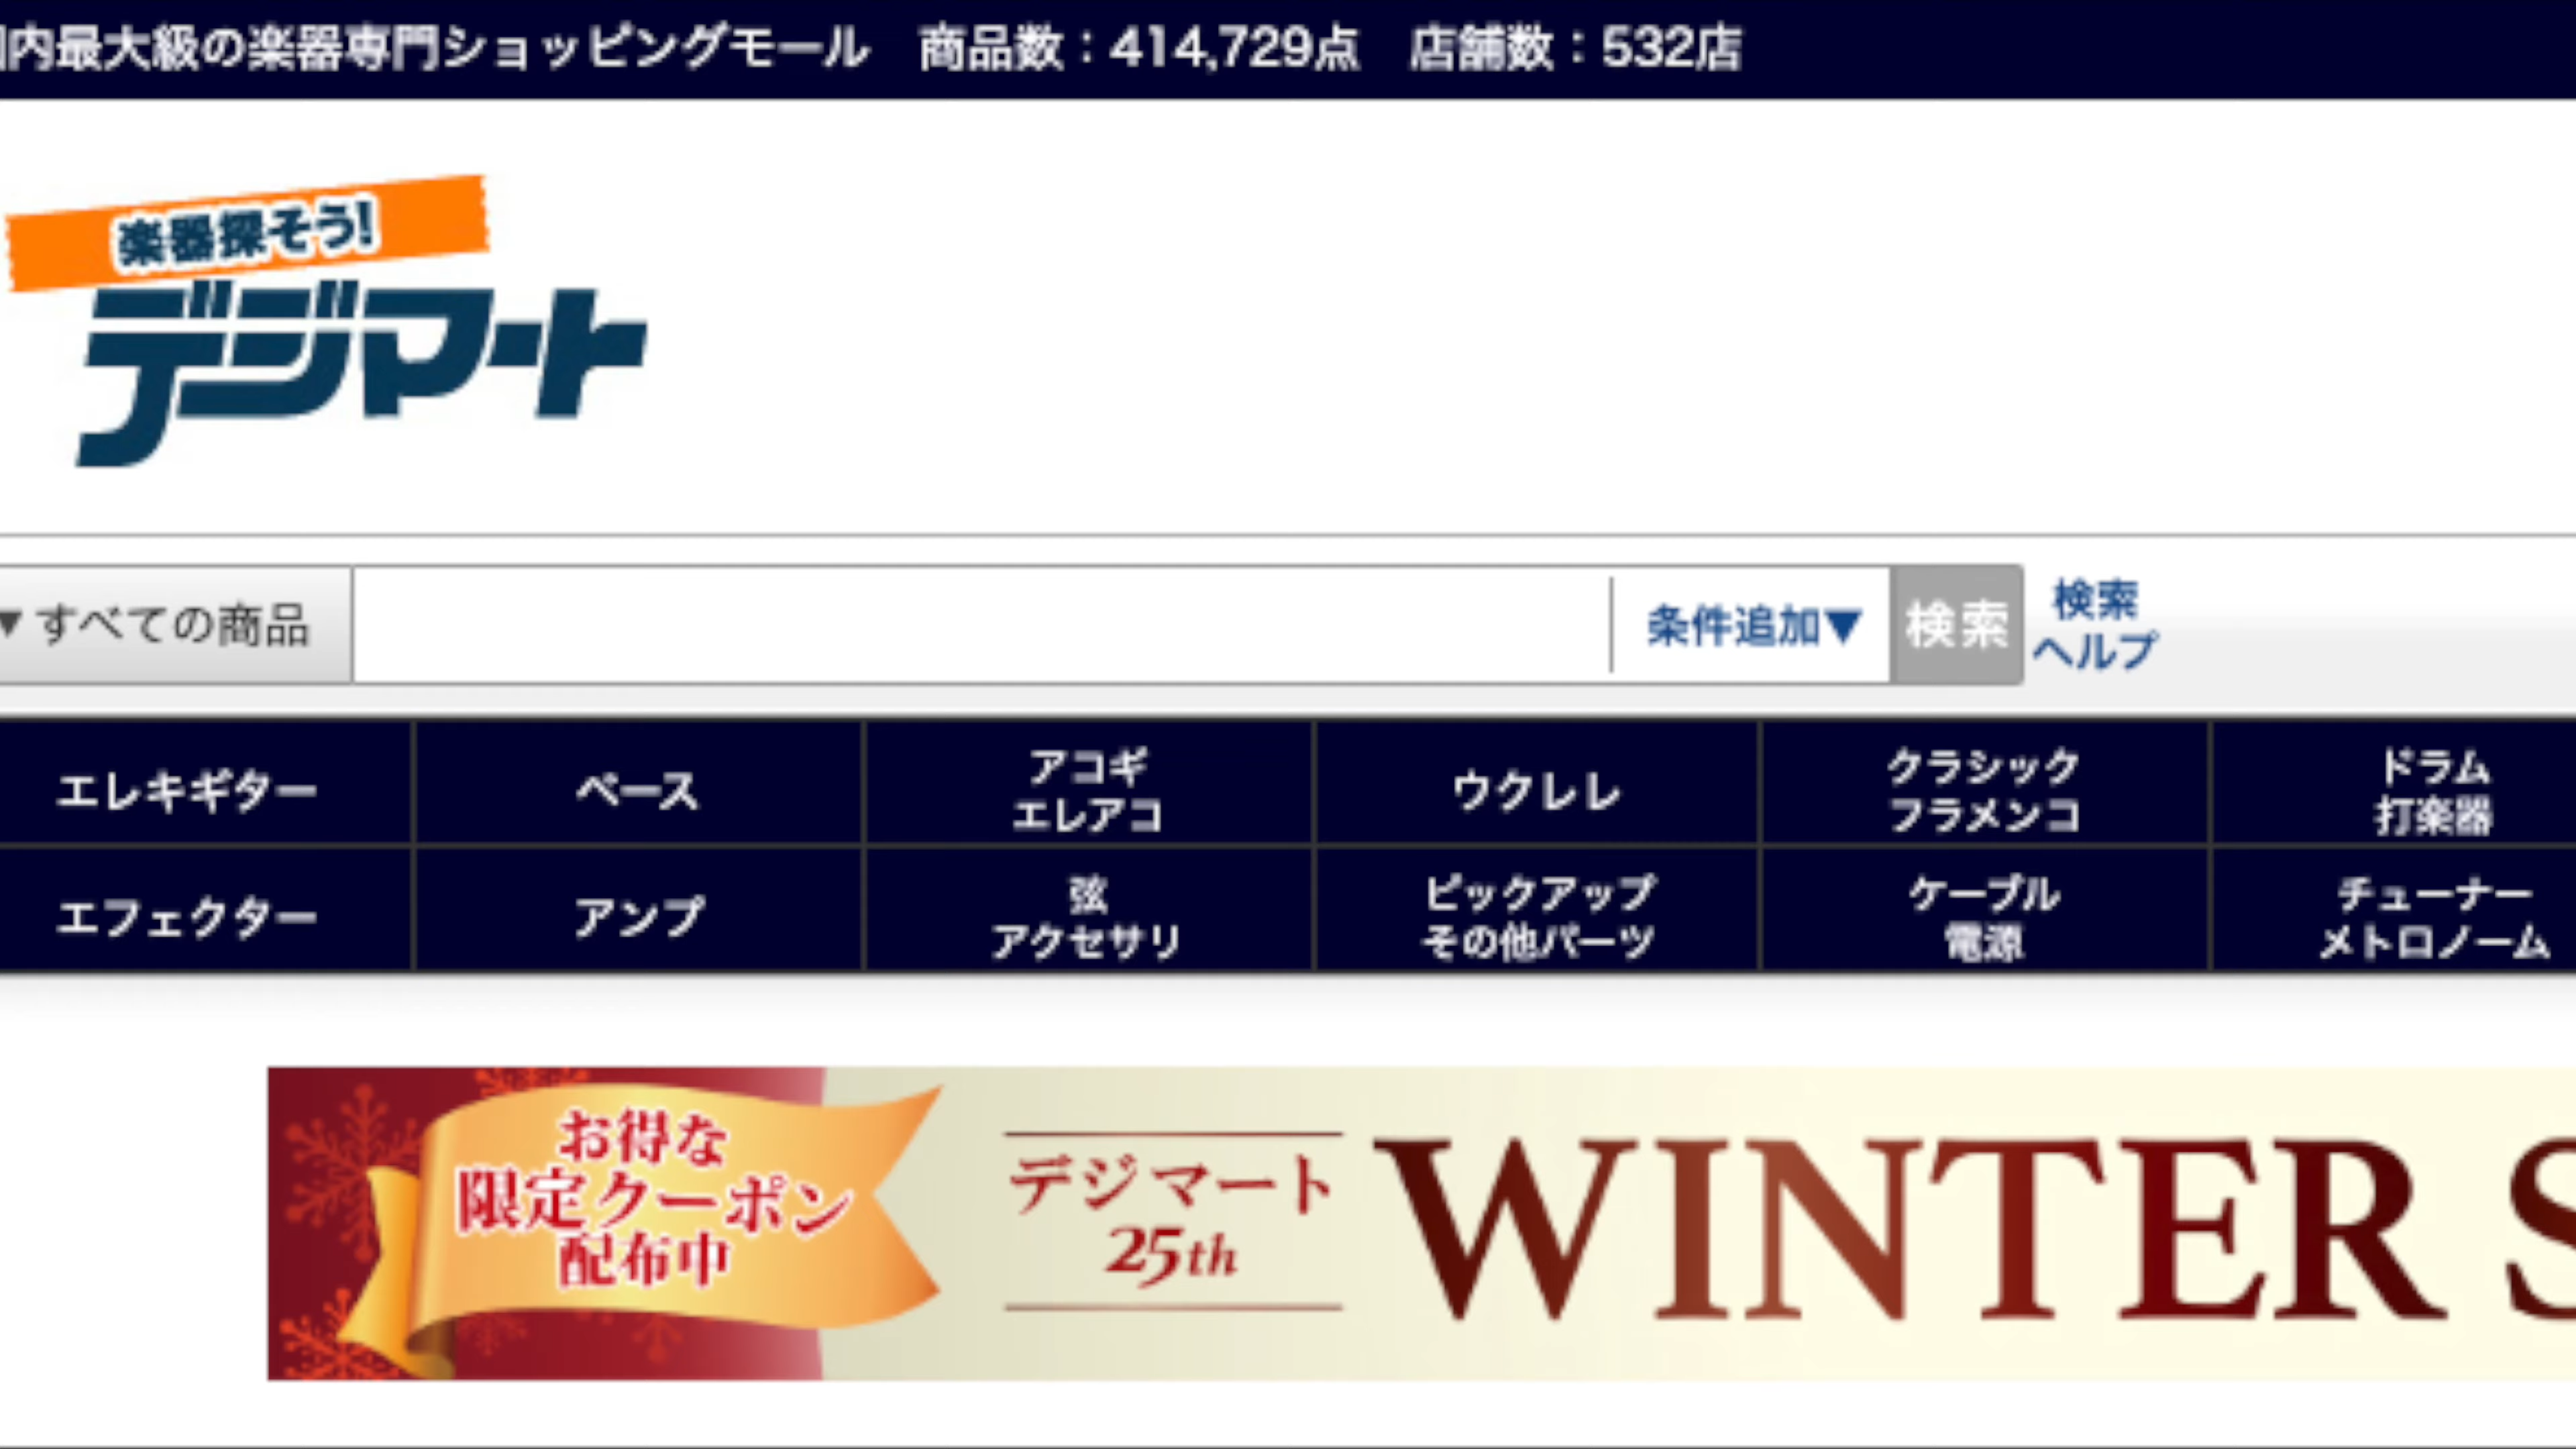 内最大級の楽器専門ショッピングモール 商品数：414,729点 店舗数：532店
楽器探そう!
デジマート
▼すべての商品
条件追加▼
検索
検索
ヘルプ
エレキギター
ベース
アコギ
エレアコ
ウクレレ
クラシック
フラメンコ
ドラム
打楽器
エフェクター
アンプ
弦
アクセサリ
ピックアップ
その他パーツ
ケーブル
電源
チューナー
メトロノーム
お得な
限定クーポン
配布中
デジマート
25th
WINTER S